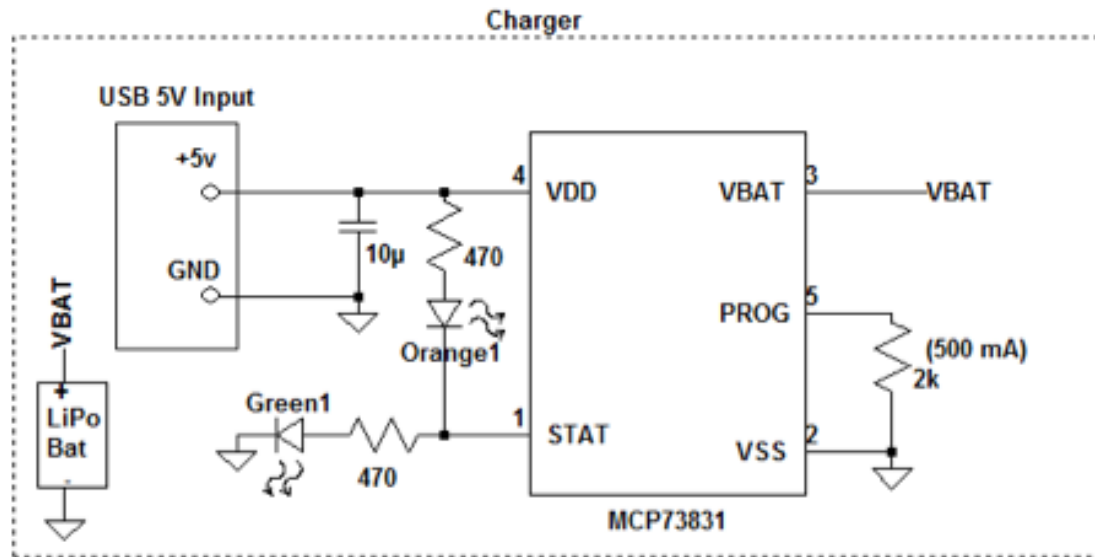 Charger
USB 5V Input
+5v
GND
VBAT
+
LiPo
Bat
-
10µ
470
Orange1
Green1
470
4
VDD
1
STAT
VBAT
3
VBAT
PROG
5
(500 mA)
2k
VSS
2
MCP73831